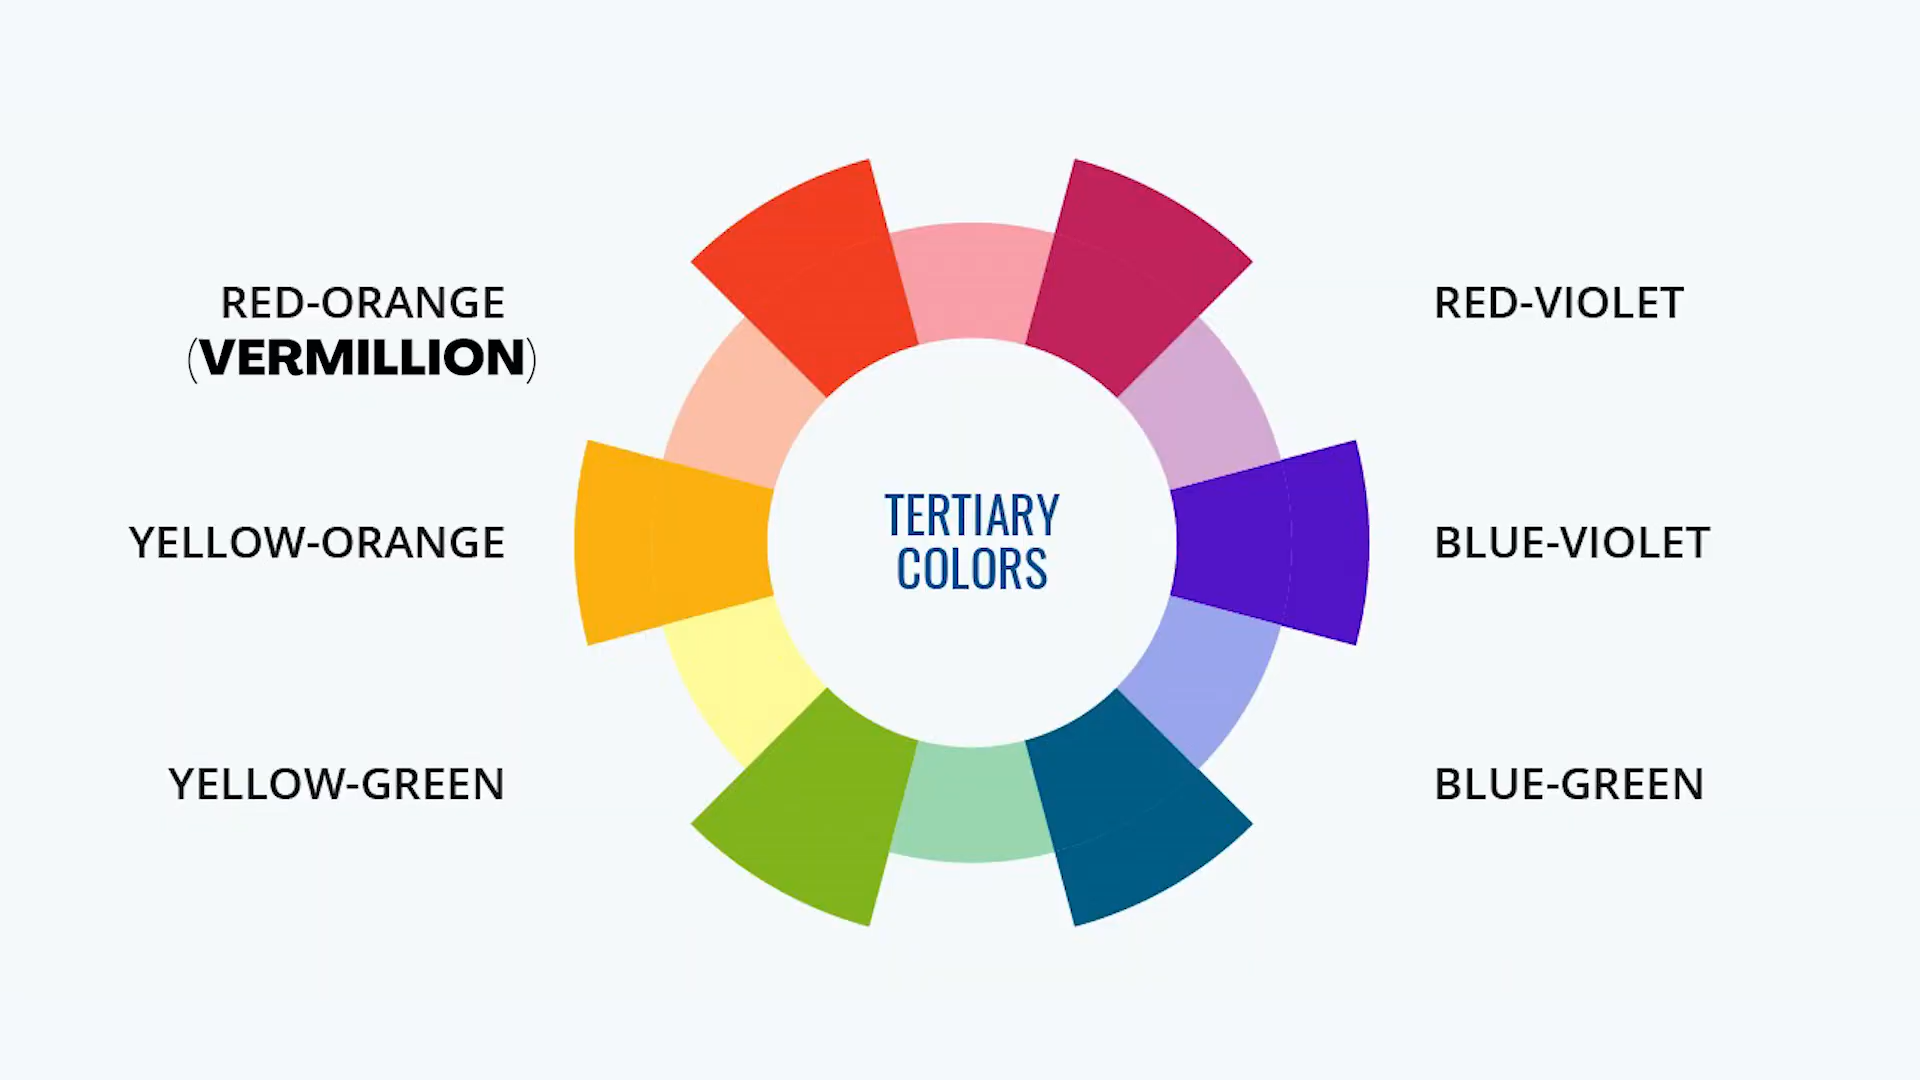 RED-ORANGE
(VERMILLION)
YELLOW-ORANGE
YELLOW-GREEN
TERTIARY
COLORS
RED-VIOLET
BLUE-VIOLET
BLUE-GREEN